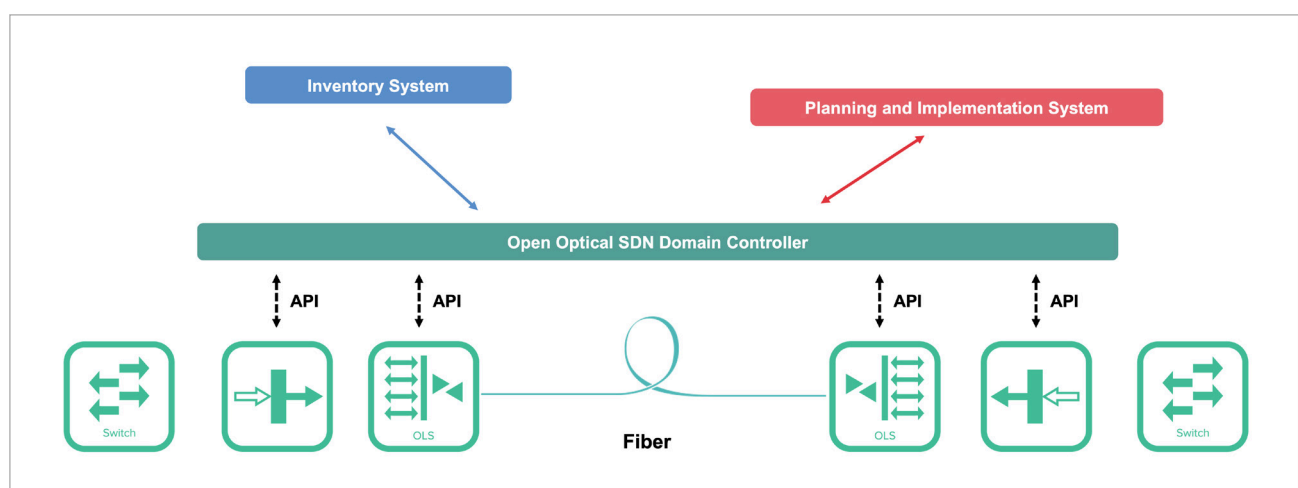 Inventory System
Planning and Implementation System
Open Optical SDN Domain Controller
API
API
API
API
Switch
OLS
Fiber
OLS
Switch